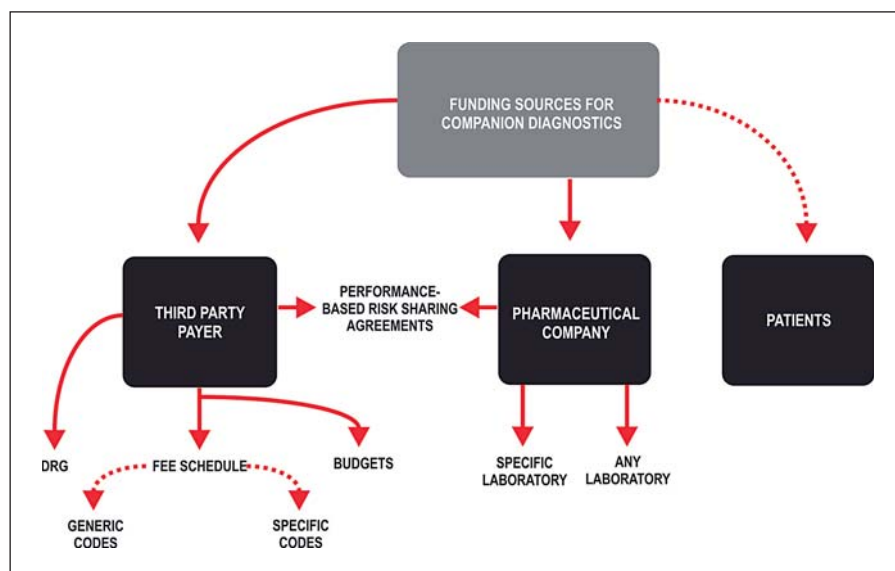 FUNDING SOURCES FOR
COMPANION DIAGNOSTICS
THIRD PARTY
PAYER
PERFORMANCE-
BASED RISK SHARING
AGREEMENTS
PHARMACEUTICAL
COMPANY
PATIENTS
DRG
FEE SCHEDULE
BUDGETS
SPECIFIC
LABORATORY
ANY
LABORATORY
GENERIC
CODES
SPECIFIC
CODES